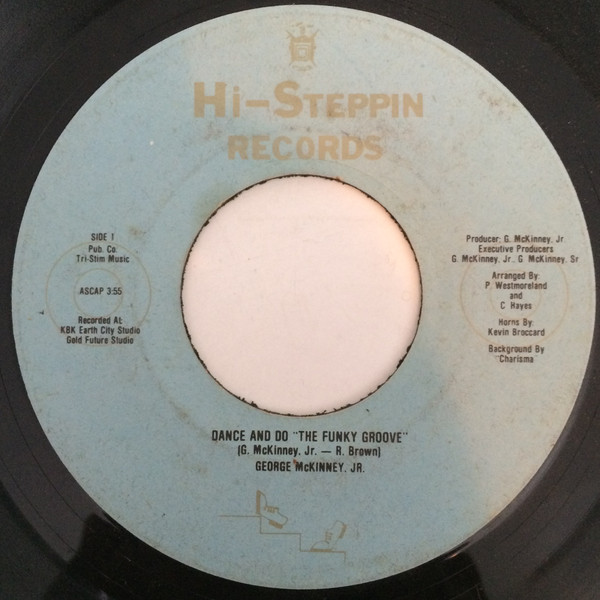 Hi-STEPPIN
RECORDS
SIDE 1
Pub. Co.
Tri-Stim Music
ASCAP 3:55
Recorded At:
KBK Earth City Studio
Gold Future Studio
Producer: G. McKinney, Jr
Executive Producers
G. McKinney, Jr., G. McKinney, Sr
Arranged By:
P. Westmoreland
and
C Hayes
Horns By:
Kevin Broccard
Background By
"Charisma"
DANCE AND DO "THE FUNKY GROOVE"
(G. McKinney, Jr. — R. Brown)
GEORGE McKINNEY, JR.